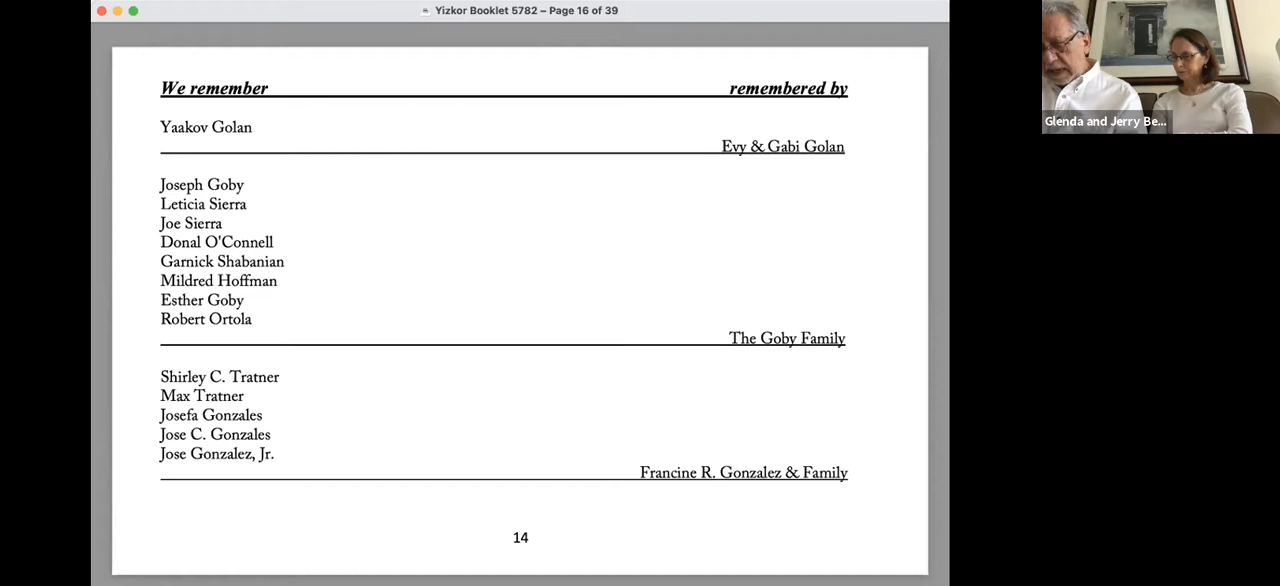 Yizkor Booklet 5782 – Page 16 of 39
We remember remembered by
Yaakov Golan
Evy & Gabi Golan
Joseph Goby
Leticia Sierra
Joe Sierra
Donal O'Connell
Garnick Shabanian
Mildred Hoffman
Esther Goby
Robert Ortola
The Goby Family
Shirley C. Tratner
Max Tratner
Josefa Gonzales
Jose C. Gonzales
Jose Gonzalez, Jr.
Francine R. Gonzalez & Family
14
Glenda and Jerry Be...